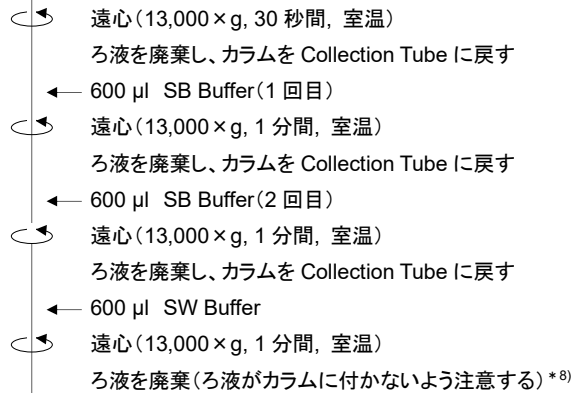 遠心（13,000×g, 30 秒間, 室温）
ろ液を廃棄し、カラムを Collection Tube に戻す
600 µl SB Buffer（1 回目）
遠心（13,000×g, 1 分間, 室温）
ろ液を廃棄し、カラムを Collection Tube に戻す
600 µl SB Buffer（2 回目）
遠心（13,000×g, 1 分間, 室温）
ろ液を廃棄し、カラムを Collection Tube に戻す
600 µl SW Buffer
遠心（13,000×g, 1 分間, 室温）
ろ液を廃棄（ろ液がカラムに付かないよう注意する）*8)